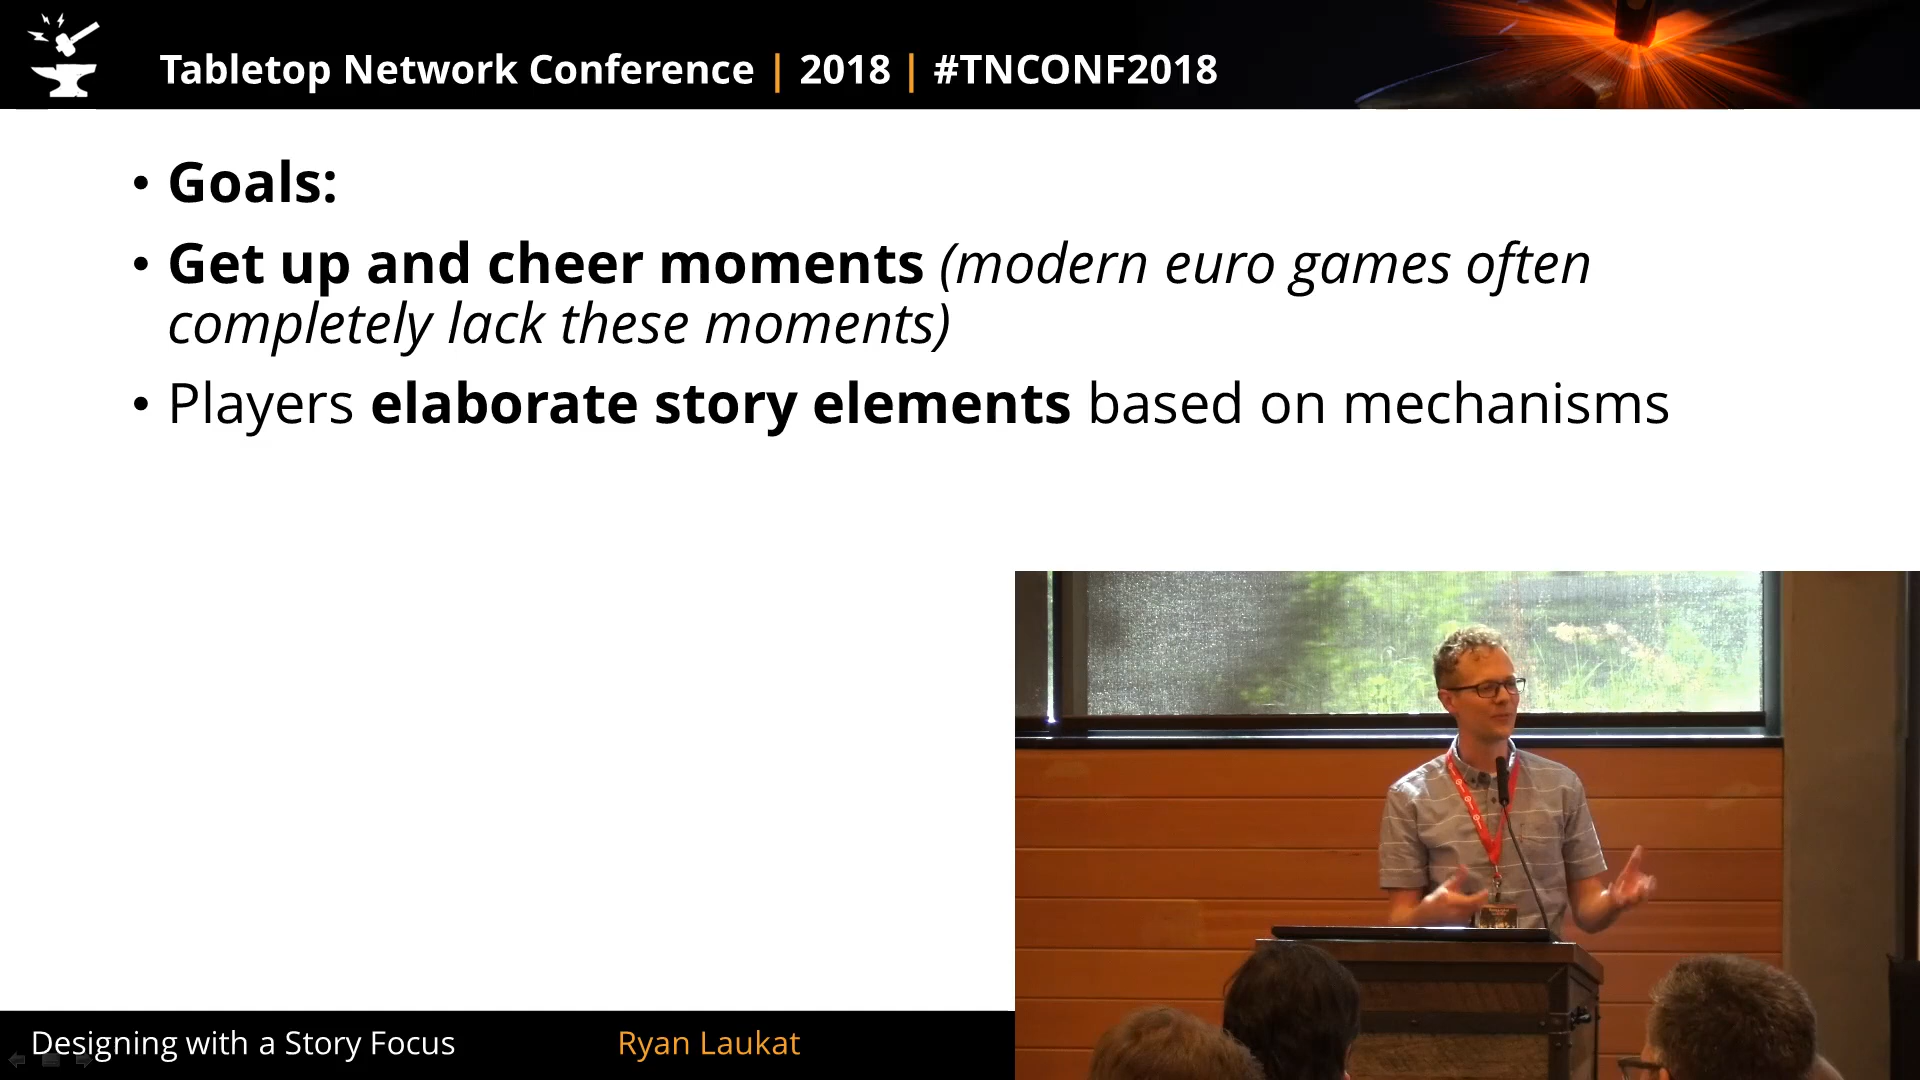 Tabletop Network Conference | 2018 | #TNCONF2018
• Goals:
• Get up and cheer moments (modern euro games often
completely lack these moments)
• Players elaborate story elements based on mechanisms
Designing with a Story Focus
Ryan Laukat